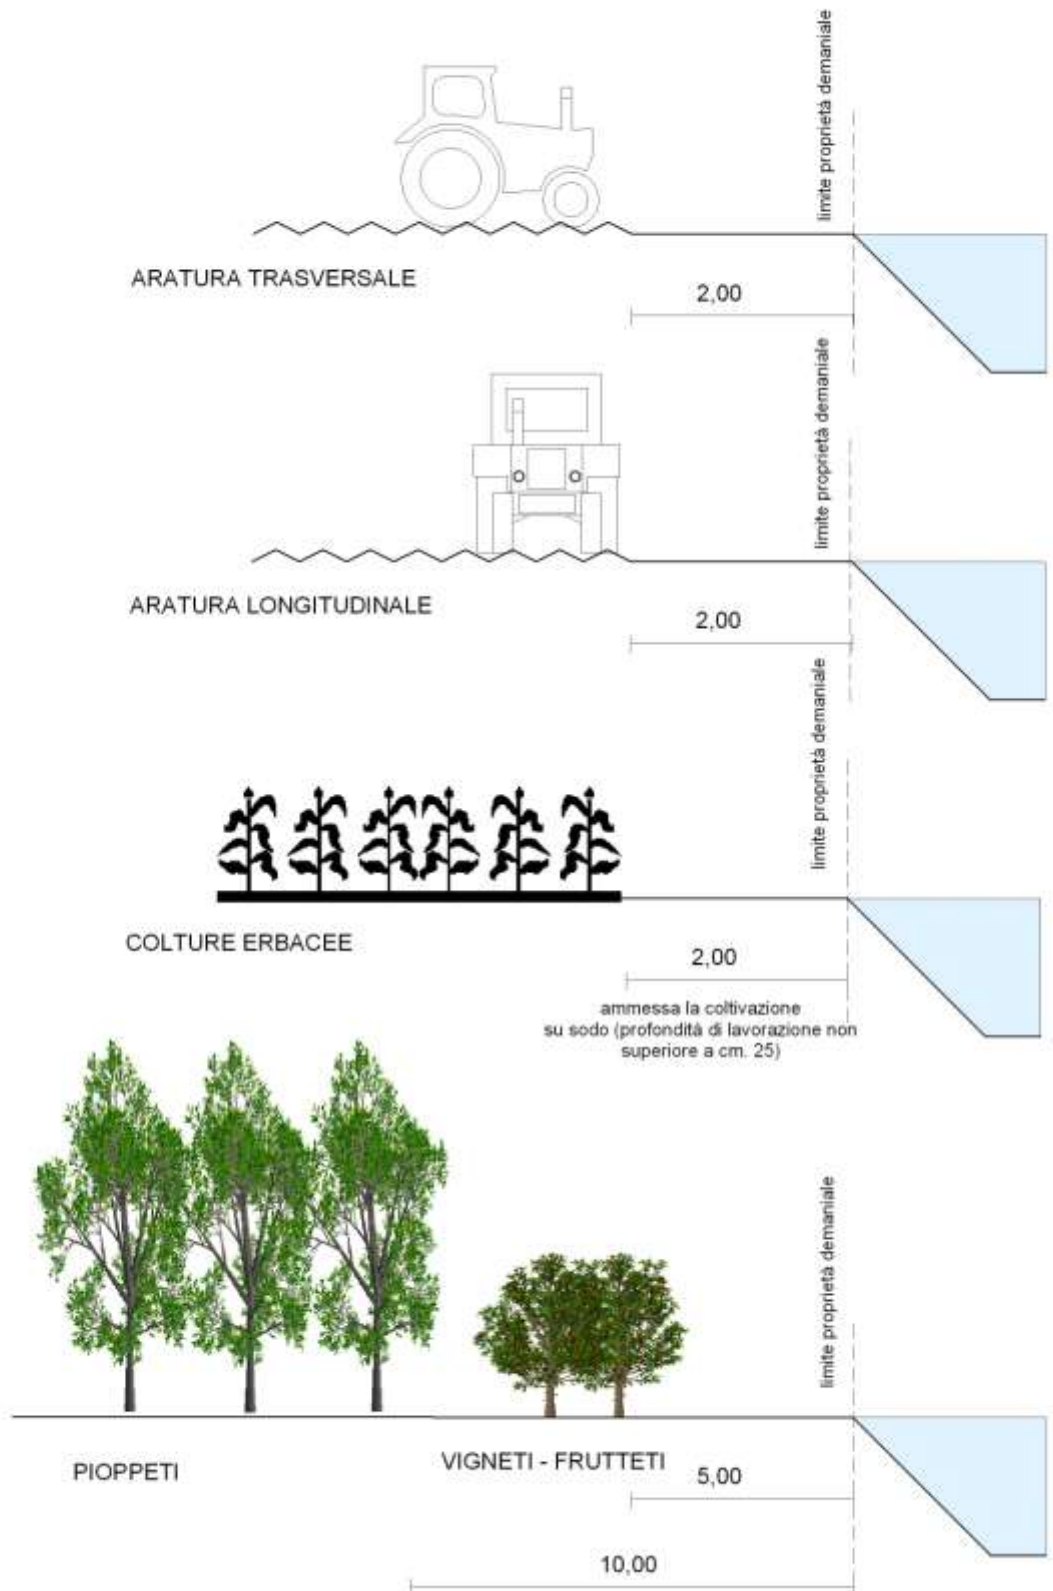 limite proprietà demaniale
ARATURA TRASVERSALE
2,00
limite proprietà demaniale
ARATURA LONGITUDINALE
2,00
limite proprietà demaniale
COLTURE ERBACEE
2,00
ammessa la coltivazione
su sodo (profondità di lavorazione non
superiore a cm. 25)
limite proprietà demaniale
PIOPPETI
VIGNETI - FRUTTETI
5,00
10,00